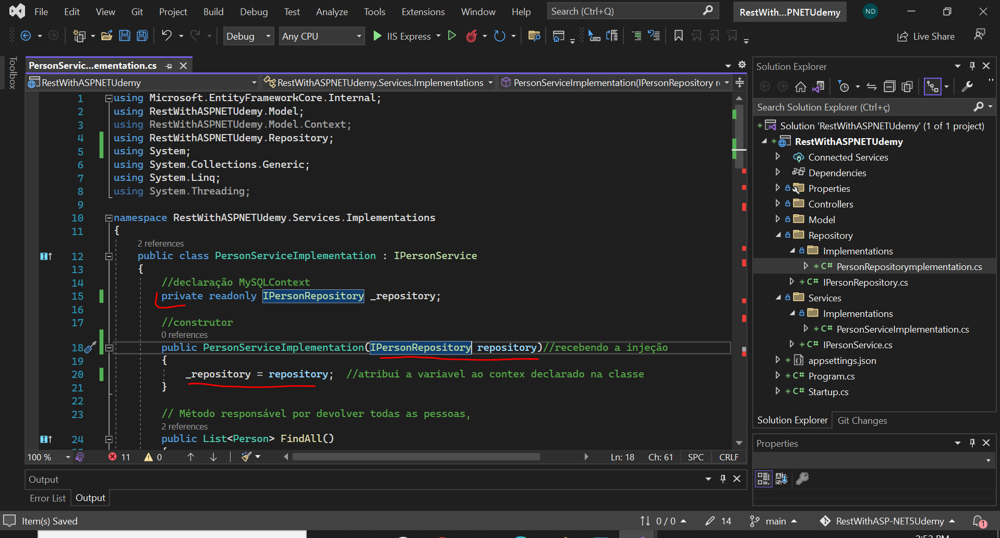 File Edit View Git Project Build Debug Test Analyze Tools Extensions Window Help Search (Ctrl+Q) RestWith...PNETUdemy ND
Debug Any CPU IIS Express Live Share
Toolbox
PersonServic...ementation.cs
RestWithASPNETUdemy RestWithASPNETUdemy.Services.Implementations PersonServiceImplementation(IPersonRepository r
1 using Microsoft.EntityFrameworkCore.Internal;
2 using RestWithASPNETUdemy.Model;
3 using RestWithASPNETUdemy.Model.Context;
4 using RestWithASPNETUdemy.Repository;
5 using System;
6 using System.Collections.Generic;
7 using System.Linq;
8 using System.Threading;
9
10 namespace RestWithASPNETUdemy.Services.Implementations
11 {
2 references
12 public class PersonServiceImplementation : IPersonService
13 {
14 //declaração MySQLContext
15 private readonly IPersonRepository _repository;
16
17 //construtor
0 references
18 public PersonServiceImplementation(IPersonRepository repository)//recebendo a injeção
19 {
20 _repository = repository; //atribui a variavel ao contex declarado na classe
21 }
22
23 // Método responsável por devolver todas as pessoas,
2 references
24 public List<Person> FindAll()
100 % 11 0 Ln: 18 Ch: 61 SPC CRLF
Output
Error List Output
Solution Explorer
Search Solution Explorer (Ctrl+ç)
Solution 'RestWithASPNETUdemy' (1 of 1 project)
RestWithASPNETUdemy
Connected Services
Dependencies
Properties
Controllers
Model
Repository
Implementations
C# PersonRepositorymplementation.cs
C# IPersonRepository.cs
Services
Implementations
C# PersonServiceImplementation.cs
C# IPersonService.cs
appsettings.json
C# Program.cs
C# Startup.cs
Solution Explorer Git Changes
Properties
Item(s) Saved 0 / 0 14 main RestWithASP-NET5Udemy 1